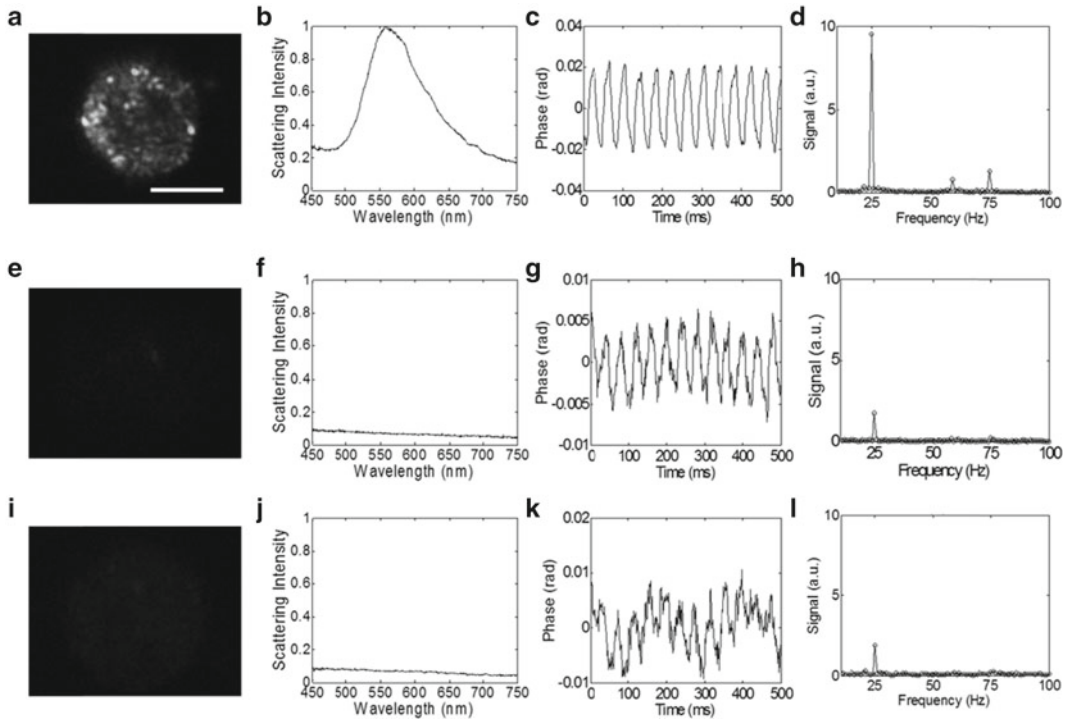 a
b
1
0.8
0.6
0.4
0.2
0
450 500 550 600 650 700 750
Wavelength (nm)
Scattering Intensity
c
0.04
0.02
0
-0.02
-0.04
0 100 200 300 400 500
Time (ms)
Phase (rad)
d
10
5
0
25 50 75 100
Frequency (Hz)
Signal (a.u.)
e
f
1
0.8
0.6
0.4
0.2
0
450 500 550 600 650 700 750
Wavelength (nm)
Scattering Intensity
g
0.01
0.005
0
-0.005
-0.01
0 100 200 300 400 500
Time (ms)
Phase (rad)
h
10
5
0
25 50 75 100
Frequency (Hz)
Signal (a.u.)
i
j
1
0.8
0.6
0.4
0.2
0
450 500 550 600 650 700 750
Wavelength (nm)
Scattering Intensity
k
0.02
0.01
0
-0.01
0 100 200 300 400 500
Time (ms)
Phase (rad)
l
10
5
0
25 50 75 100
Frequency (Hz)
Signal (a.u.)